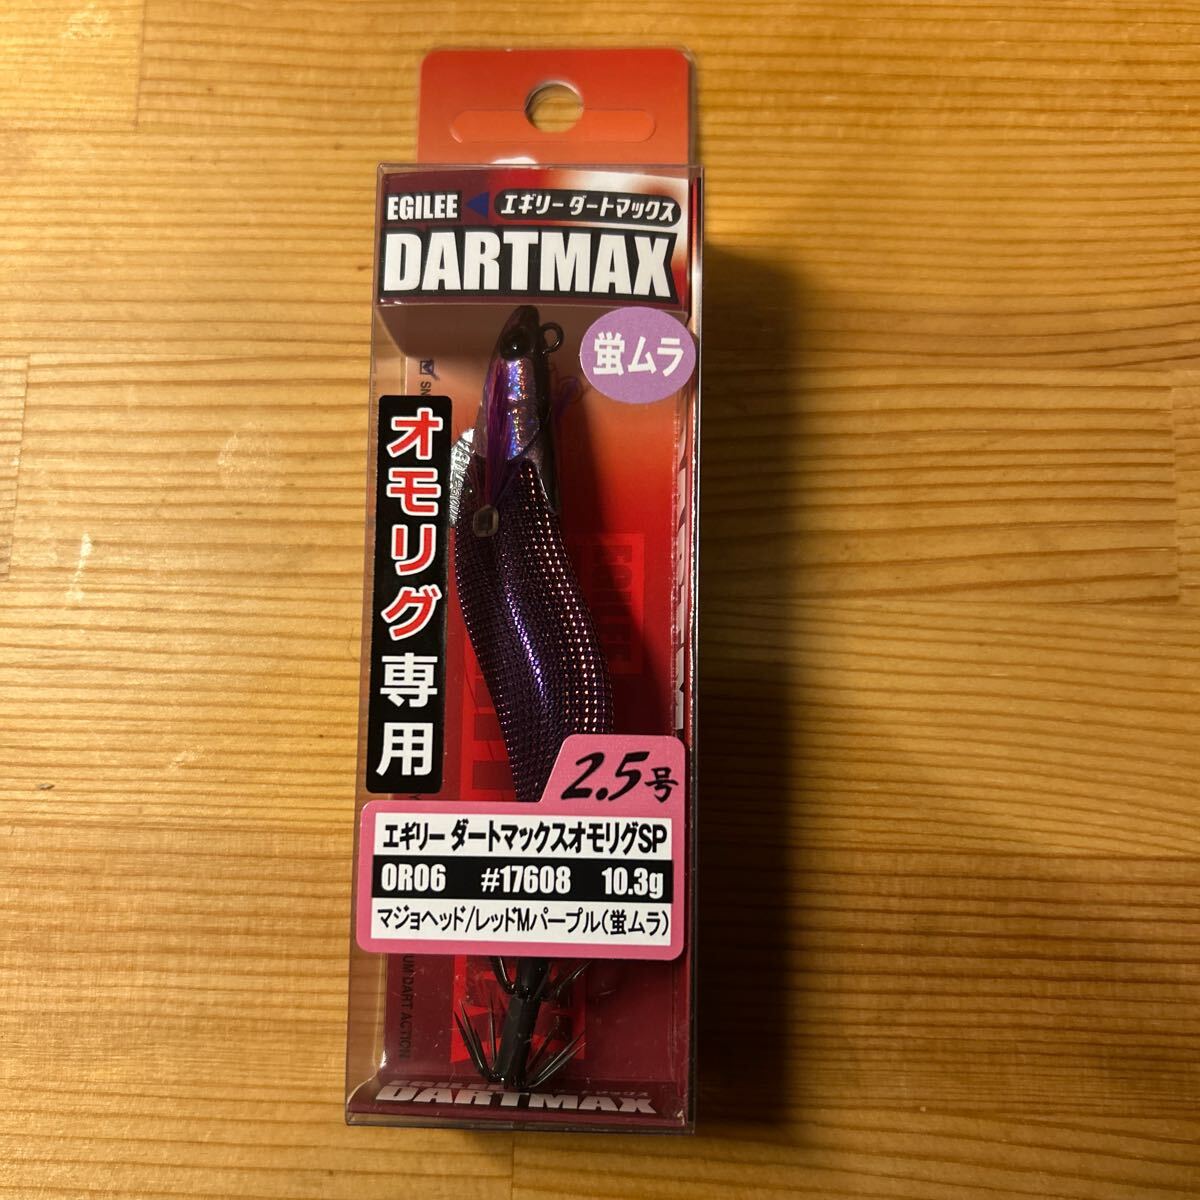 EGILEE エギリー ダートマックス
DARTMAX
蛍ムラ
オモリグ専用
2.5号
エギリー ダートマックスオモリグSP
OR06 #17608 10.3g
マジョヘッド/レッドMパープル(蛍ムラ)
UM DART ACTION.
DARTMAX